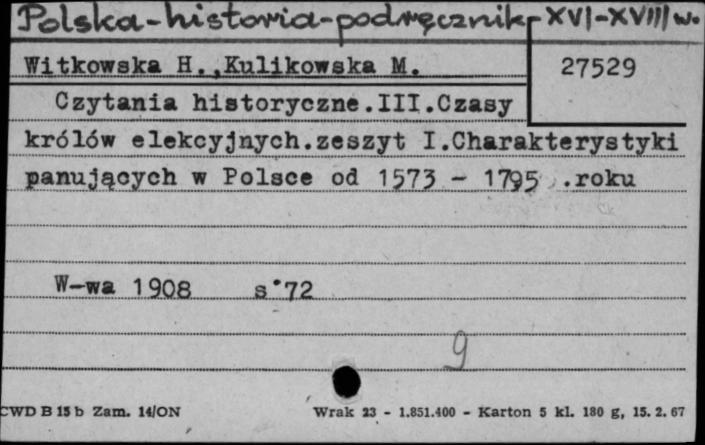 Polska-historia-podręcznik-XVI-XVIII w.
Witkowska H.,Kulikowska M.
27529
Czytania historyczne.III.Czasy
królów elekcyjnych.zeszyt I.Charakterystyki
panujących w Polsce od 1573 - 1795 .roku
W-wa 1908 s.72
9
CWD B 15 b Zam. 14/ON Wrak 23 - 1.851.400 - Karton 5 kl. 180 g, 15. 2. 67